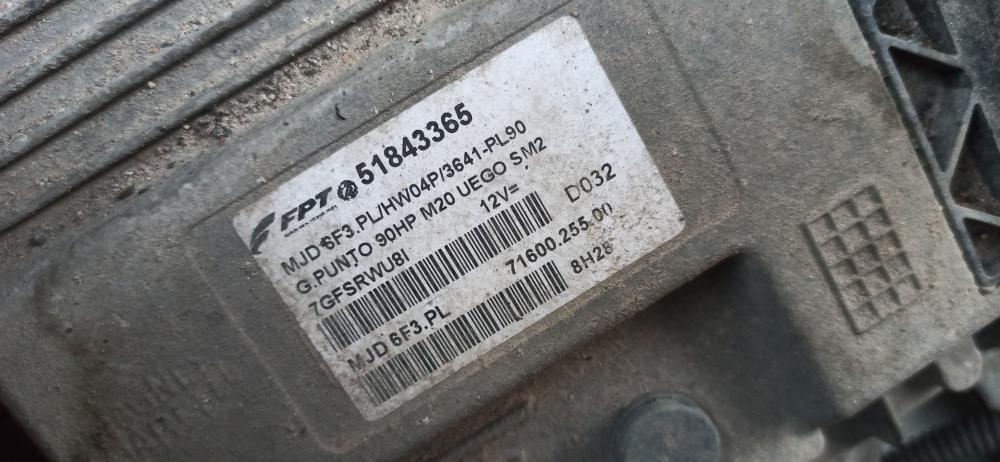 FPT 51843365
MJD 6F3.PL/HW04P/3641-PL90
G.PUNTO 90HP M20 UEGO SM2
7GFSRWU8I 12V= D032
MJD 6F3.PL 71600.255-00
8H28